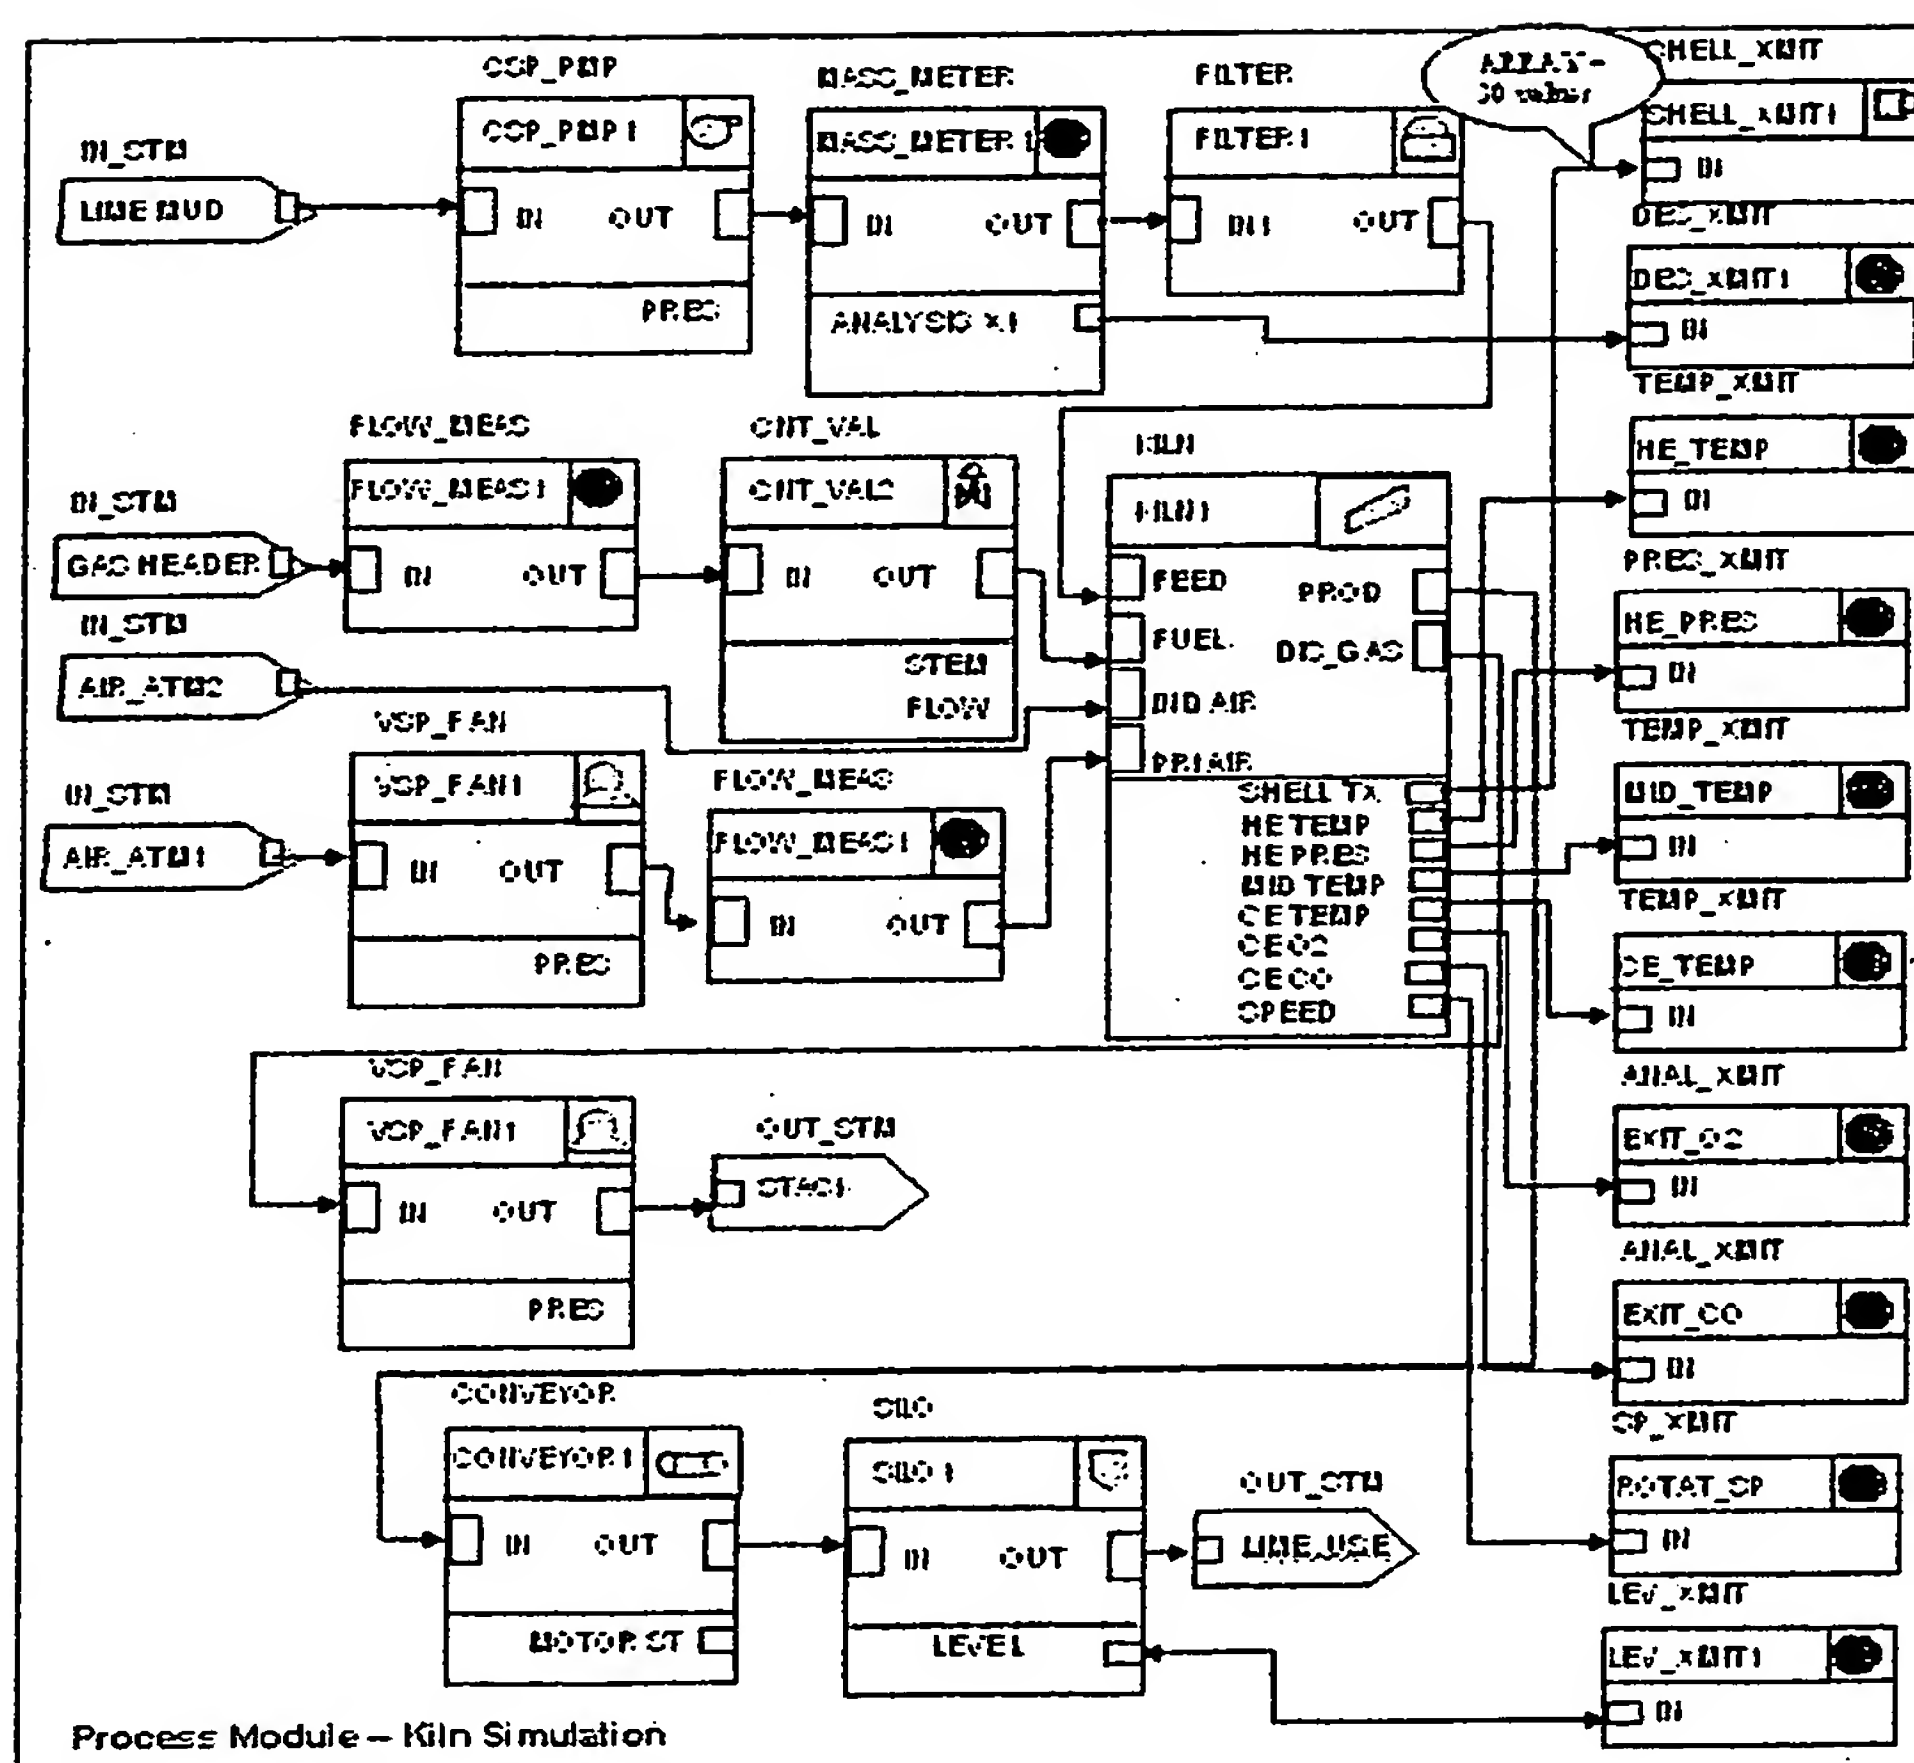 CSP_PMP
MASS_METER
FILTER
ARRAY -
30 values
SHELL_XMIT
CSP_PMP1
MASS_METER1
FILTER1
SHELL_XMIT1
IN_STM
LIME MUD
IN OUT
IN OUT
IN1 OUT
IN
PRES
ANALYSIS X1
DES_XMIT
DES_XMIT1
IN
TEMP_XMIT
HE_TEMP
IN
FLOW_MEAS
CNT_VAL
KILN
FLOW_MEAS1
CNT_VAL2
KILN1
IN_STM
GAS HEADER
IN OUT
IN OUT
STEM
FLOW
IN_STM
AIR_ATM2
FEED
FUEL
IND AIR
PRI AIR
PROD
DIS_GAS
SHELL TX
HE TEMP
HE PRES
MID TEMP
CE TEMP
CE O2
CE CO
SPEED
PRES_XMIT
HE_PRES
IN
TEMP_XMIT
MID_TEMP
IN
TEMP_XMIT
CE_TEMP
IN
VSP_FAN
VSP_FAN1
IN_STM
AIR_ATM1
IN OUT
PRES
FLOW_MEAS
FLOW_MEAS1
IN OUT
VSP_FAN
VSP_FAN1
IN OUT
PRES
OUT_STM
STACK
ANAL_XMIT
EXIT_O2
IN
ANAL_XMIT
EXIT_CO
IN
CONVEYOR
CONVEYOR1
IN OUT
MOTOR ST
SILO
SILO1
IN OUT
LEVEL
OUT_STM
LIME_USE
SP_XMIT
ROTAT_SP
IN
LEV_XMIT
LEV_XMIT1
IN
Process Module – Kiln Simulation